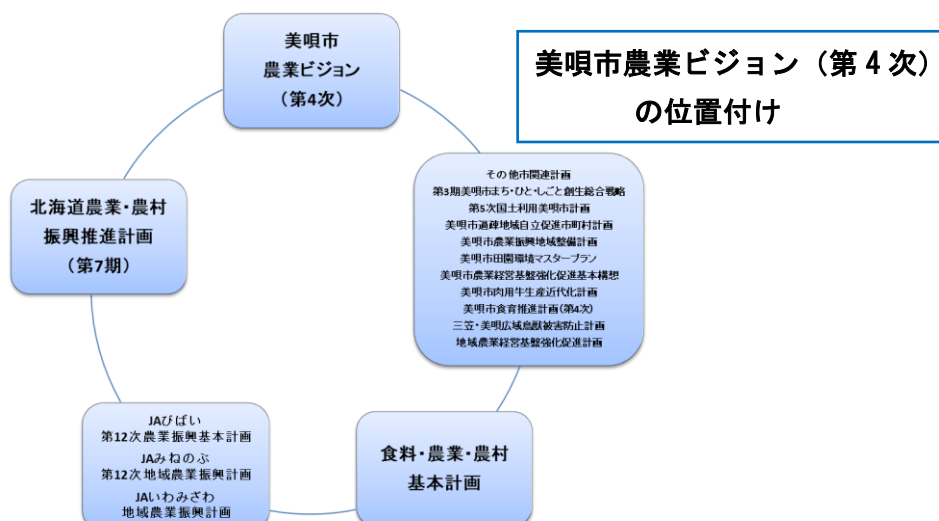 美唄市
農業ビジョン
(第4次)
美唄市農業ビジョン(第4次)
の位置付け
その他市関連計画
第3期美唄市まち・ひと・しごと創生総合戦略
第5次国土利用美唄市計画
美唄市過疎地域自立促進市町村計画
美唄市農業振興地域整備計画
美唄市田園環境マスタープラン
美唄市農業経営基盤強化促進基本構想
美唄市肉用牛生産近代化計画
美唄市食育推進計画(第4次)
三笠・美唄広域鳥獣被害防止計画
地域農業経営基盤強化促進計画
北海道農業・農村
振興推進計画
(第7期)
JAびばい
第12次農業振興基本計画
JAみねのぶ
第12次地域農業振興計画
JAいわみざわ
地域農業振興計画
食料・農業・農村
基本計画